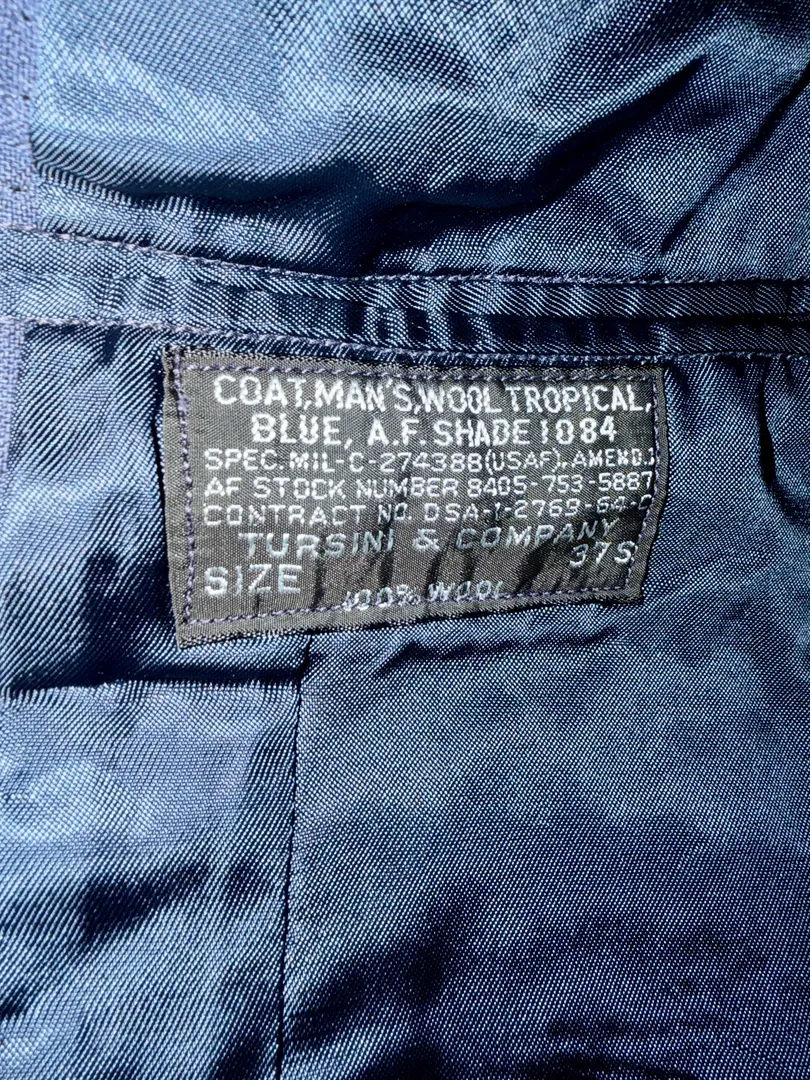 COAT, MAN'S, WOOL TROPICAL,
BLUE, A.F. SHADE 1084
SPEC. MIL-C-27438B (USAF), AMEND.
AF STOCK NUMBER 8405-753-5887
CONTRACT NO. DSA-1-2769-64-C
TURSINI & COMPANY
SIZE 37S
100% WOOL